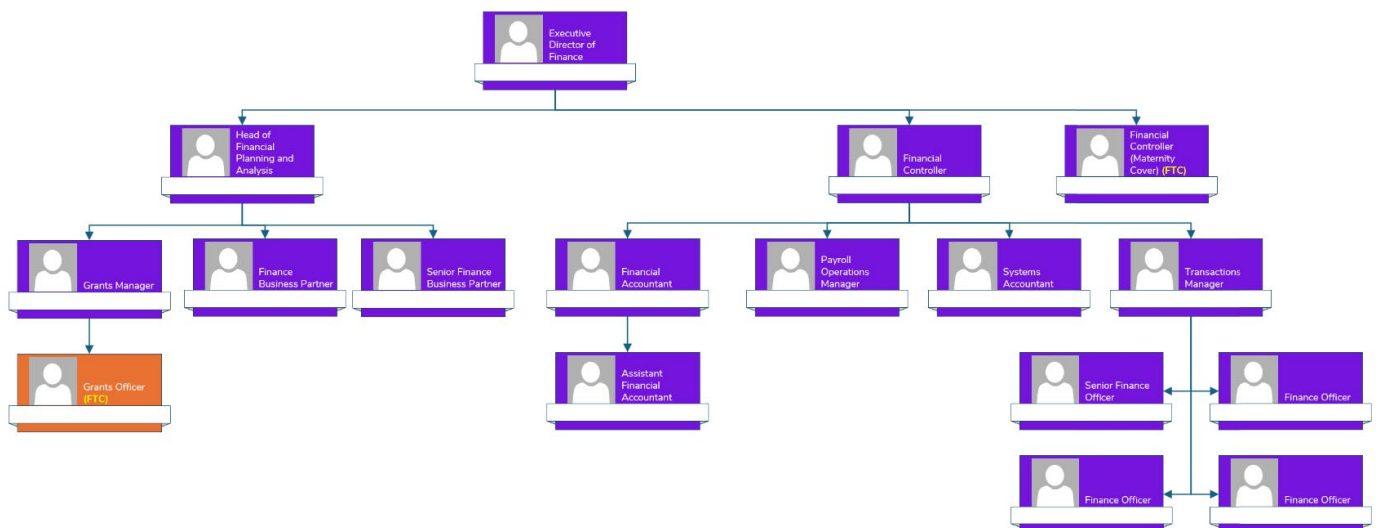 Executive
Director of
Finance
Head of
Financial
Planning and
Analysis
Financial
Controller
Financial
Controller
(Maternity
Cover) (FTC)
Grants Manager
Finance
Business Partner
Senior Finance
Business Partner
Financial
Accountant
Payroll
Operations
Manager
Systems
Accountant
Transactions
Manager
Grants Officer
(FTC)
Assistant
Financial
Accountant
Senior Finance
Officer
Finance Officer
Finance Officer
Finance Officer